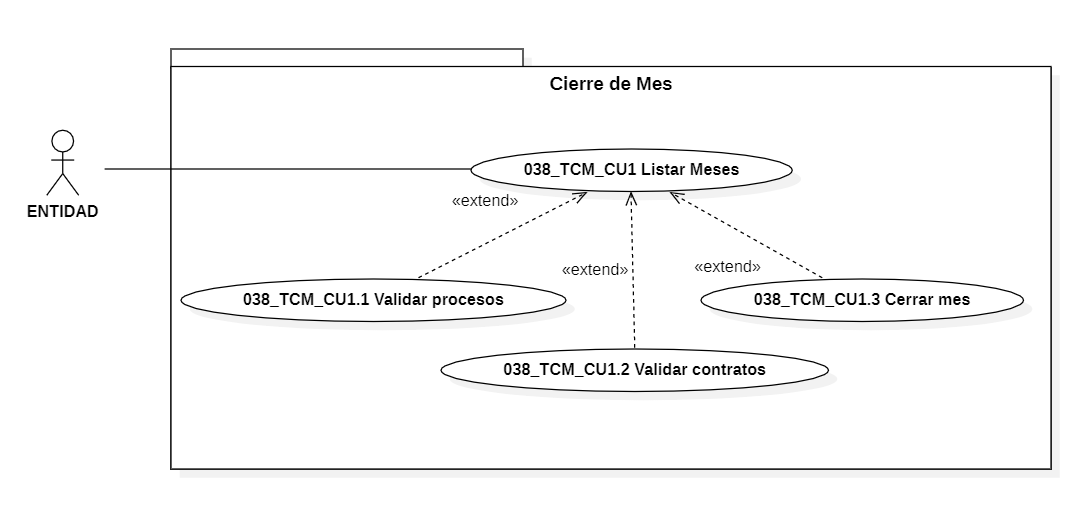 Cierre de Mes
038_TCM_CU1 Listar Meses
ENTIDAD
«extend»
«extend»
«extend»
038_TCM_CU1.1 Validar procesos
038_TCM_CU1.3 Cerrar mes
038_TCM_CU1.2 Validar contratos